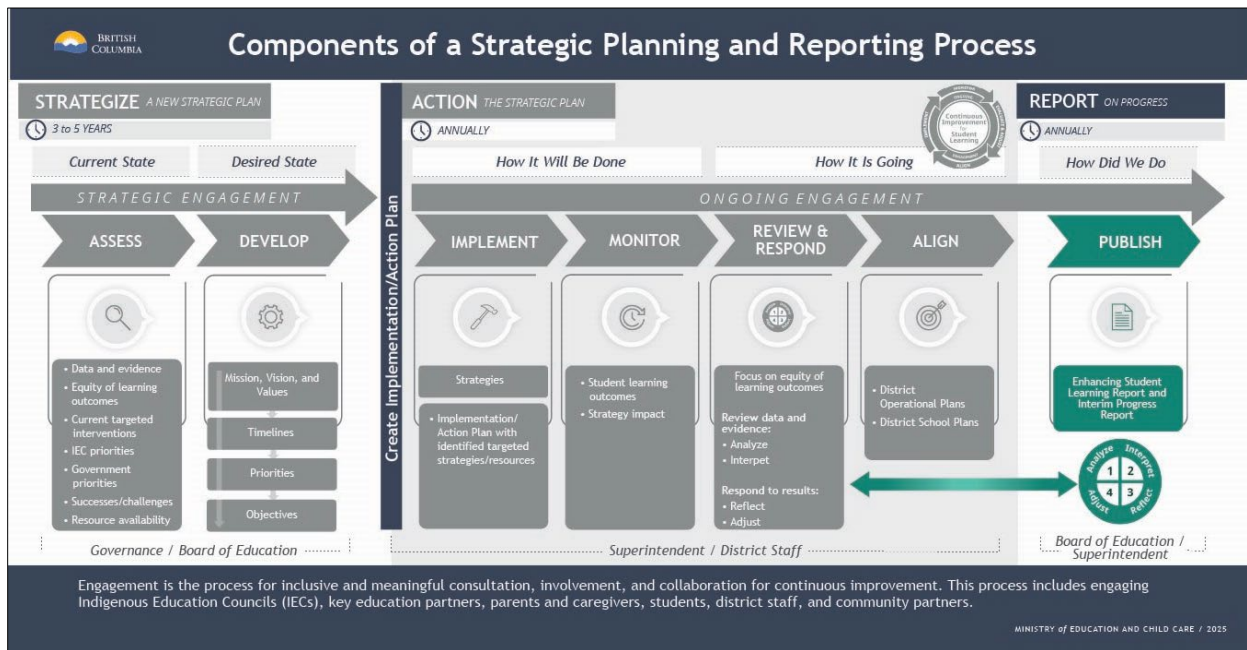 BRITISH
COLUMBIA
Components of a Strategic Planning and Reporting Process
STRATEGIZE A NEW STRATEGIC PLAN
3 to 5 YEARS
Current State
Desired State
STRATEGIC ENGAGEMENT
ASSESS
DEVELOP
• Data and evidence
• Equity of learning
outcomes
• Current targeted
interventions
• IEC priorities
• Government
priorities
• Successes/challenges
• Resource availability
Mission, Vision, and
Values
Timelines
Priorities
Objectives
Governance / Board of Education
Create Implementation/Action Plan
ACTION THE STRATEGIC PLAN
ANNUALLY
Continuous
Improvement
for
Student
Learning
How It Will Be Done
How It Is Going
ONGOING ENGAGEMENT
IMPLEMENT
MONITOR
REVIEW &
RESPOND
ALIGN
Strategies
• Implementation/
Action Plan with
identified targeted
strategies/resources
• Student learning
outcomes
• Strategy impact
Focus on equity of
learning outcomes
Review data and
evidence:
• Analyze
• Interpet
Respond to results:
• Reflect
• Adjust
• District
Operational Plans
• District School Plans
Superintendent / District Staff
REPORT ON PROGRESS
ANNUALLY
How Did We Do
PUBLISH
Enhancing Student
Learning Report and
Interim Progress
Report
Analyze Interpret
1 2
4 3
Adjust Reflect
Board of Education /
Superintendent
Engagement is the process for inclusive and meaningful consultation, involvement, and collaboration for continuous improvement. This process includes engaging
Indigenous Education Councils (IECs), key education partners, parents and caregivers, students, district staff, and community partners.
MINISTRY of EDUCATION AND CHILD CARE / 2025